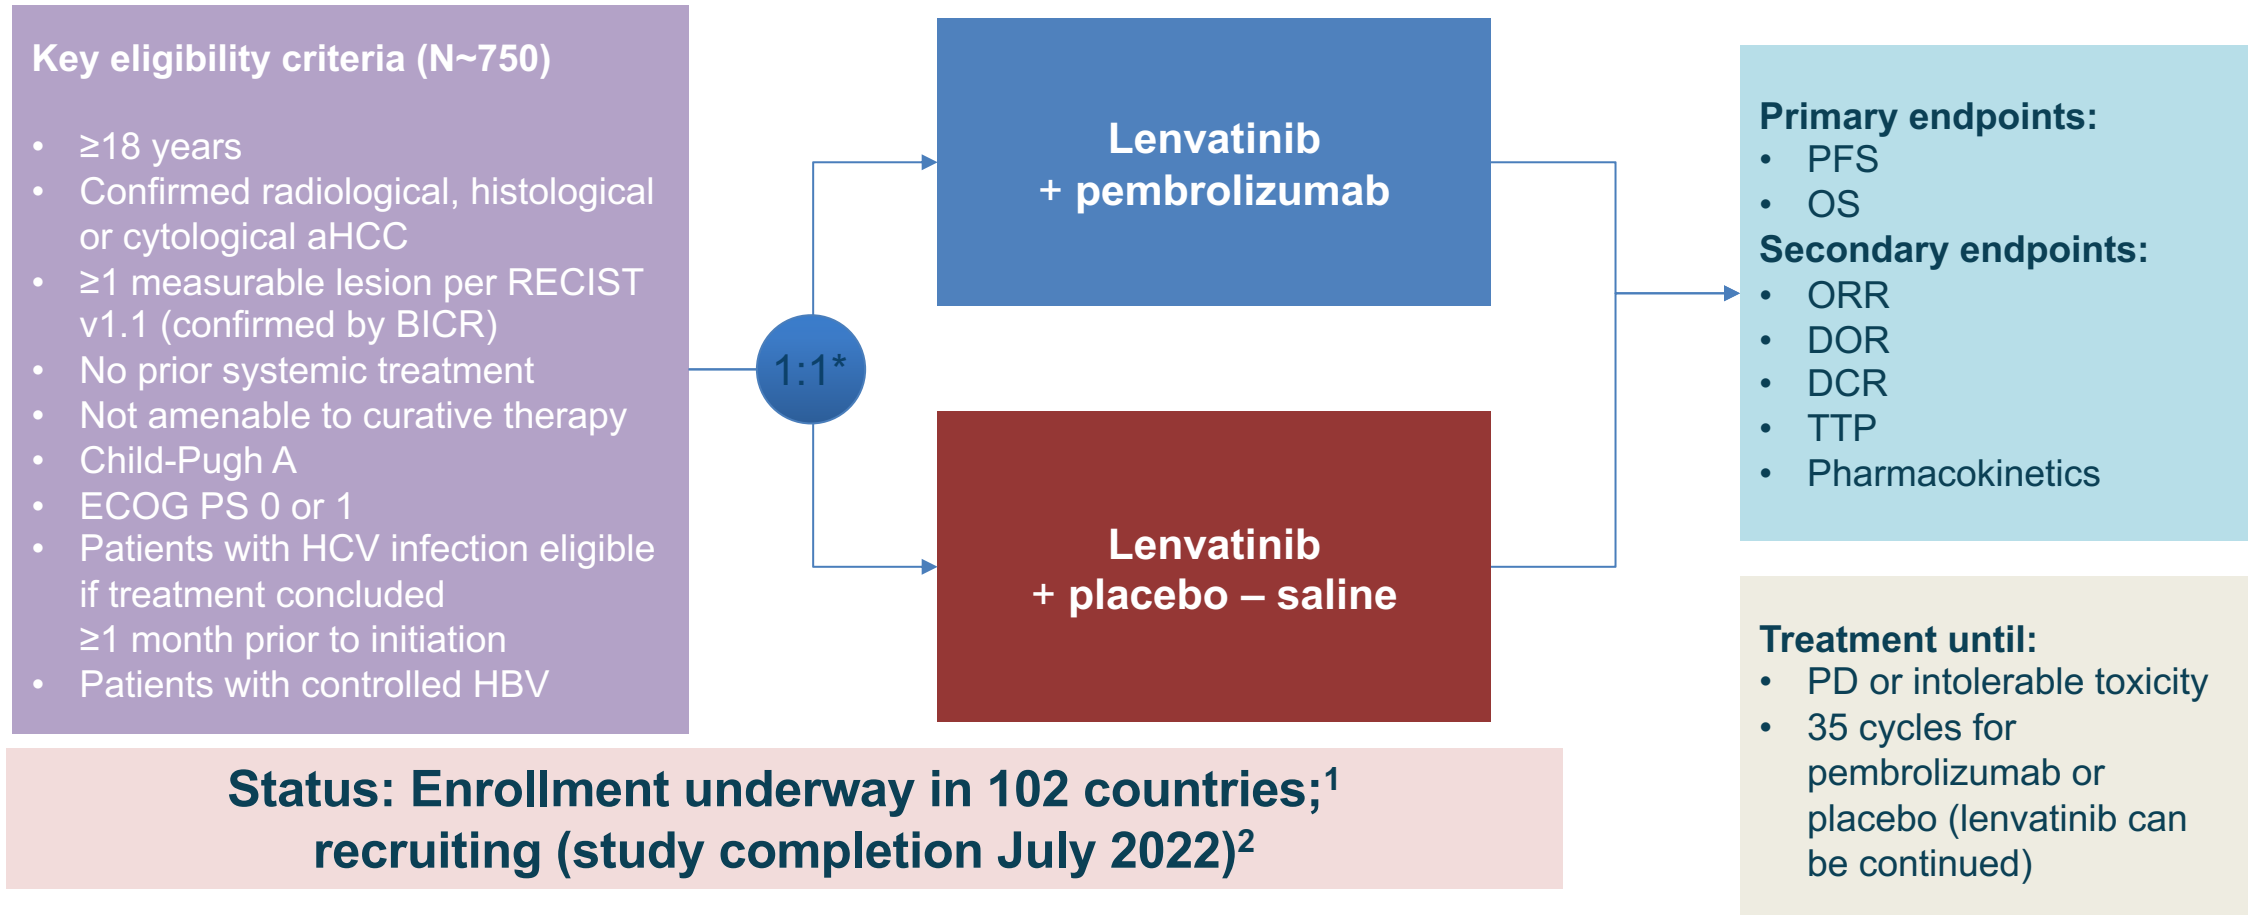 Key eligibility criteria (N~750)
• ≥18 years
• Confirmed radiological, histological
or cytological aHCC
• ≥1 measurable lesion per RECIST
v1.1 (confirmed by BICR)
• No prior systemic treatment
• Not amenable to curative therapy
• Child-Pugh A
• ECOG PS 0 or 1
• Patients with HCV infection eligible
if treatment concluded
≥1 month prior to initiation
• Patients with controlled HBV
1:1*
Lenvatinib
+ pembrolizumab
Lenvatinib
+ placebo – saline
Primary endpoints:
• PFS
• OS
Secondary endpoints:
• ORR
• DOR
• DCR
• TTP
• Pharmacokinetics
Treatment until:
• PD or intolerable toxicity
• 35 cycles for
pembrolizumab or
placebo (lenvatinib can
be continued)
Status: Enrollment underway in 102 countries;¹
recruiting (study completion July 2022)²